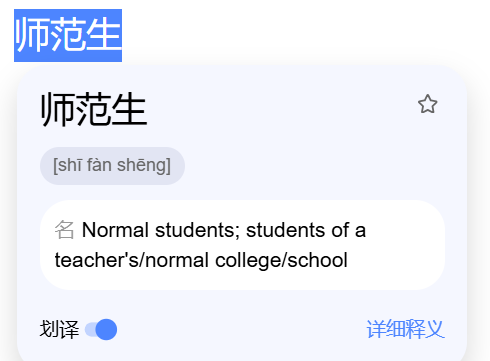 师范生
师范生
[shī fàn shēng]
名 Normal students; students of a
teacher's/normal college/school
划译 详细释义